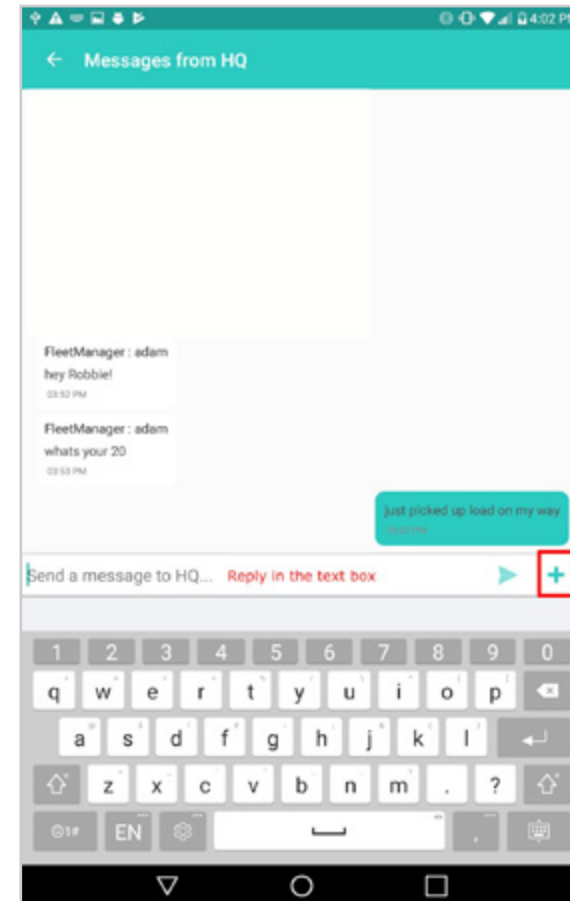 4:02 PM
Messages from HQ
FleetManager : adam
hey Robbie!
03:52 PM
FleetManager : adam
whats your 20
03:53 PM
just picked up load on my way
Send a message to HQ... Reply in the text box
1 2 3 4 5 6 7 8 9 0
q w e r t y u i o p
a s d f g h j k l
z x c v b n m . ?
EN ,